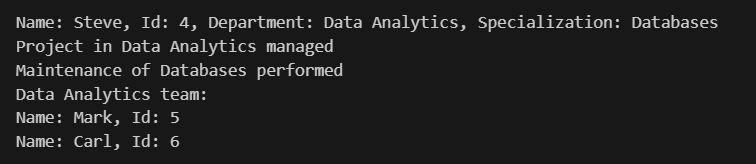 Name: Steve, Id: 4, Department: Data Analytics, Specialization: Databases
Project in Data Analytics managed
Maintenance of Databases performed
Data Analytics team:
Name: Mark, Id: 5
Name: Carl, Id: 6